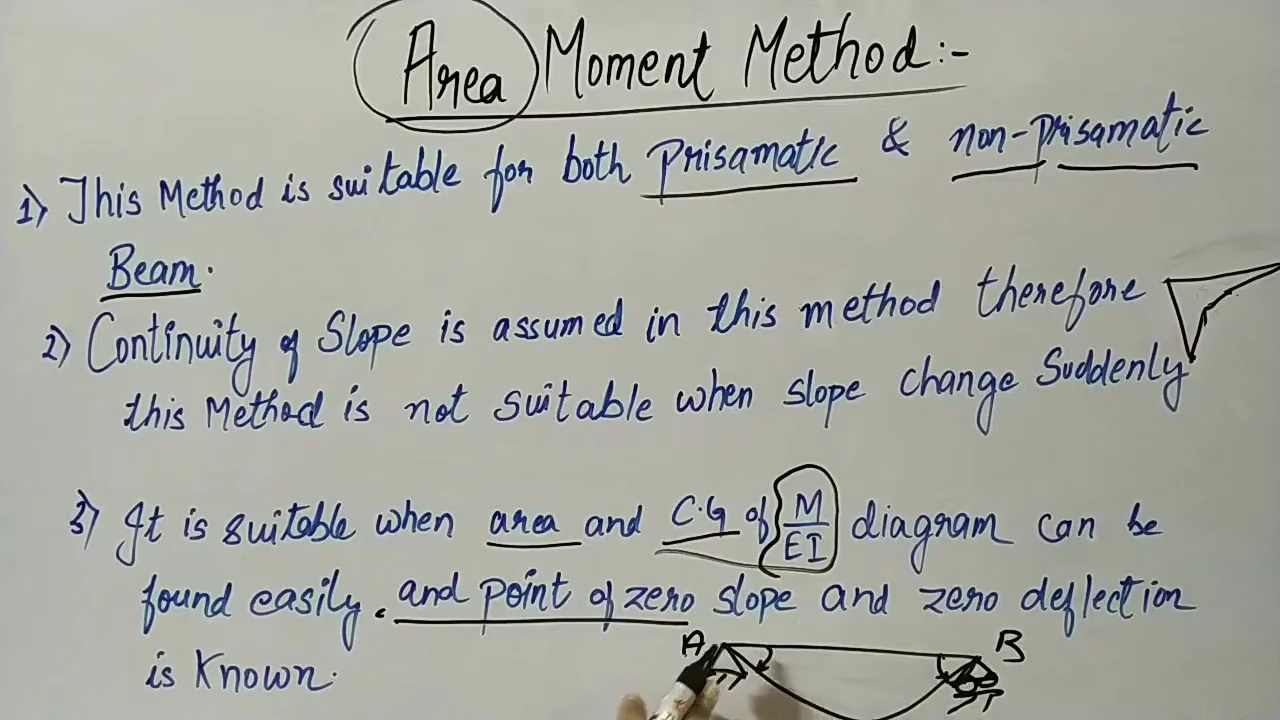 Area Moment Method:-
1) This Method is suitable for both Prisamatic & non-prisamatic
Beam.
2) Continuity of Slope is assumed in this method therefore
this Method is not suitable when slope change Suddenly
3) It is suitable when area and C.G of M/EI diagram can be
found easily. and point of zero slope and zero deflection
is Known.
A B